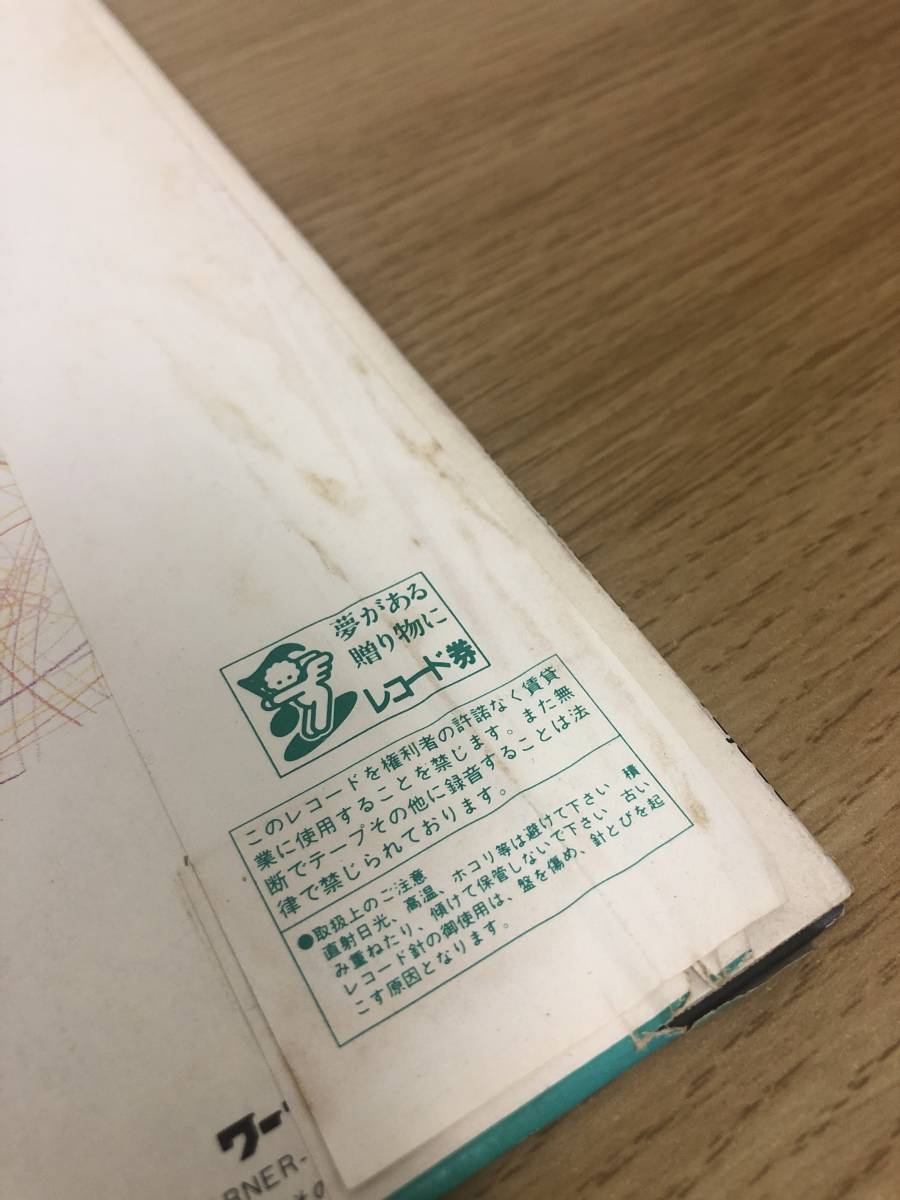 夢がある
贈り物に
レコード券
このレコードを権利者の許諾なく賃貸
業に使用することを禁じます。また無
断でテープその他に録音することは法
律で禁じられております。
●取扱上のご注意
直射日光、高温、ホコリ等は避けて下さい 横
み重ねたり、傾けて保管しないで下さい 古い
レコード針の御使用は、盤を傷め、針とびを起
こす原因となります。
ワー
RNER-